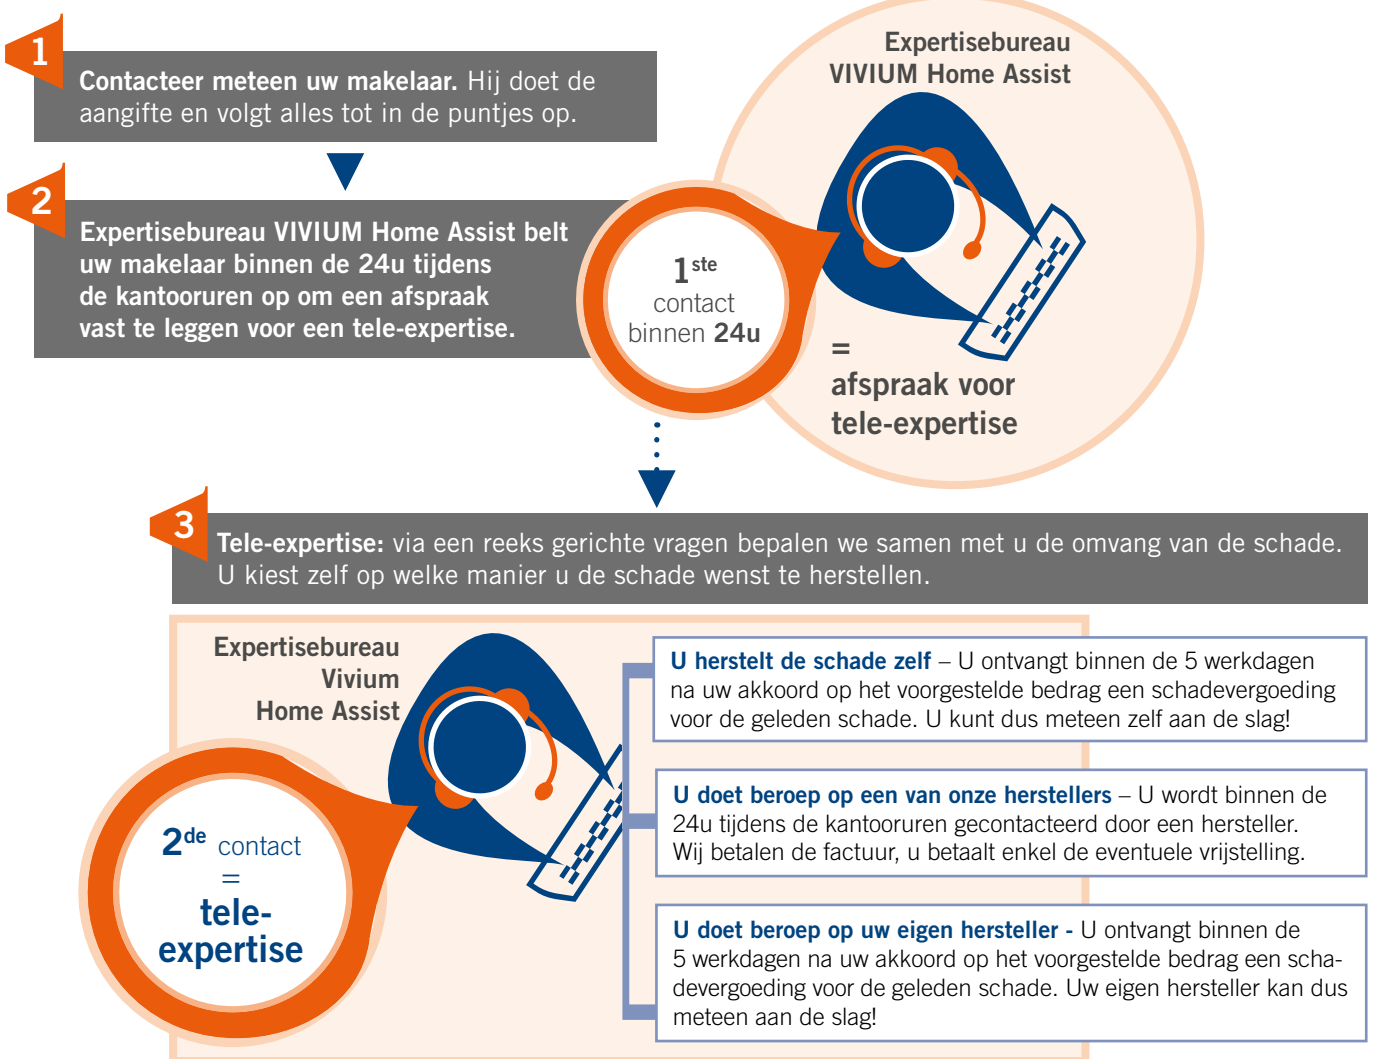 1
Contacteer meteen uw makelaar. Hij doet de
aangifte en volgt alles tot in de puntjes op.
Expertisebureau
VIVIUM Home Assist
2
Expertisebureau VIVIUM Home Assist belt
uw makelaar binnen de 24u tijdens
de kantooruren op om een afspraak
vast te leggen voor een tele-expertise.
1ste
contact
binnen 24u
=
afspraak voor
tele-expertise
3
Tele-expertise: via een reeks gerichte vragen bepalen we samen met u de omvang van de schade.
U kiest zelf op welke manier u de schade wenst te herstellen.
Expertisebureau
Vivium
Home Assist
2de contact
=
tele-
expertise
U herstelt de schade zelf – U ontvangt binnen de 5 werkdagen
na uw akkoord op het voorgestelde bedrag een schadevergoeding
voor de geleden schade. U kunt dus meteen zelf aan de slag!
U doet beroep op een van onze herstellers – U wordt binnen de
24u tijdens de kantooruren gecontacteerd door een hersteller.
Wij betalen de factuur, u betaalt enkel de eventuele vrijstelling.
U doet beroep op uw eigen hersteller - U ontvangt binnen de
5 werkdagen na uw akkoord op het voorgestelde bedrag een scha-
devergoeding voor de geleden schade. Uw eigen hersteller kan dus
meteen aan de slag!